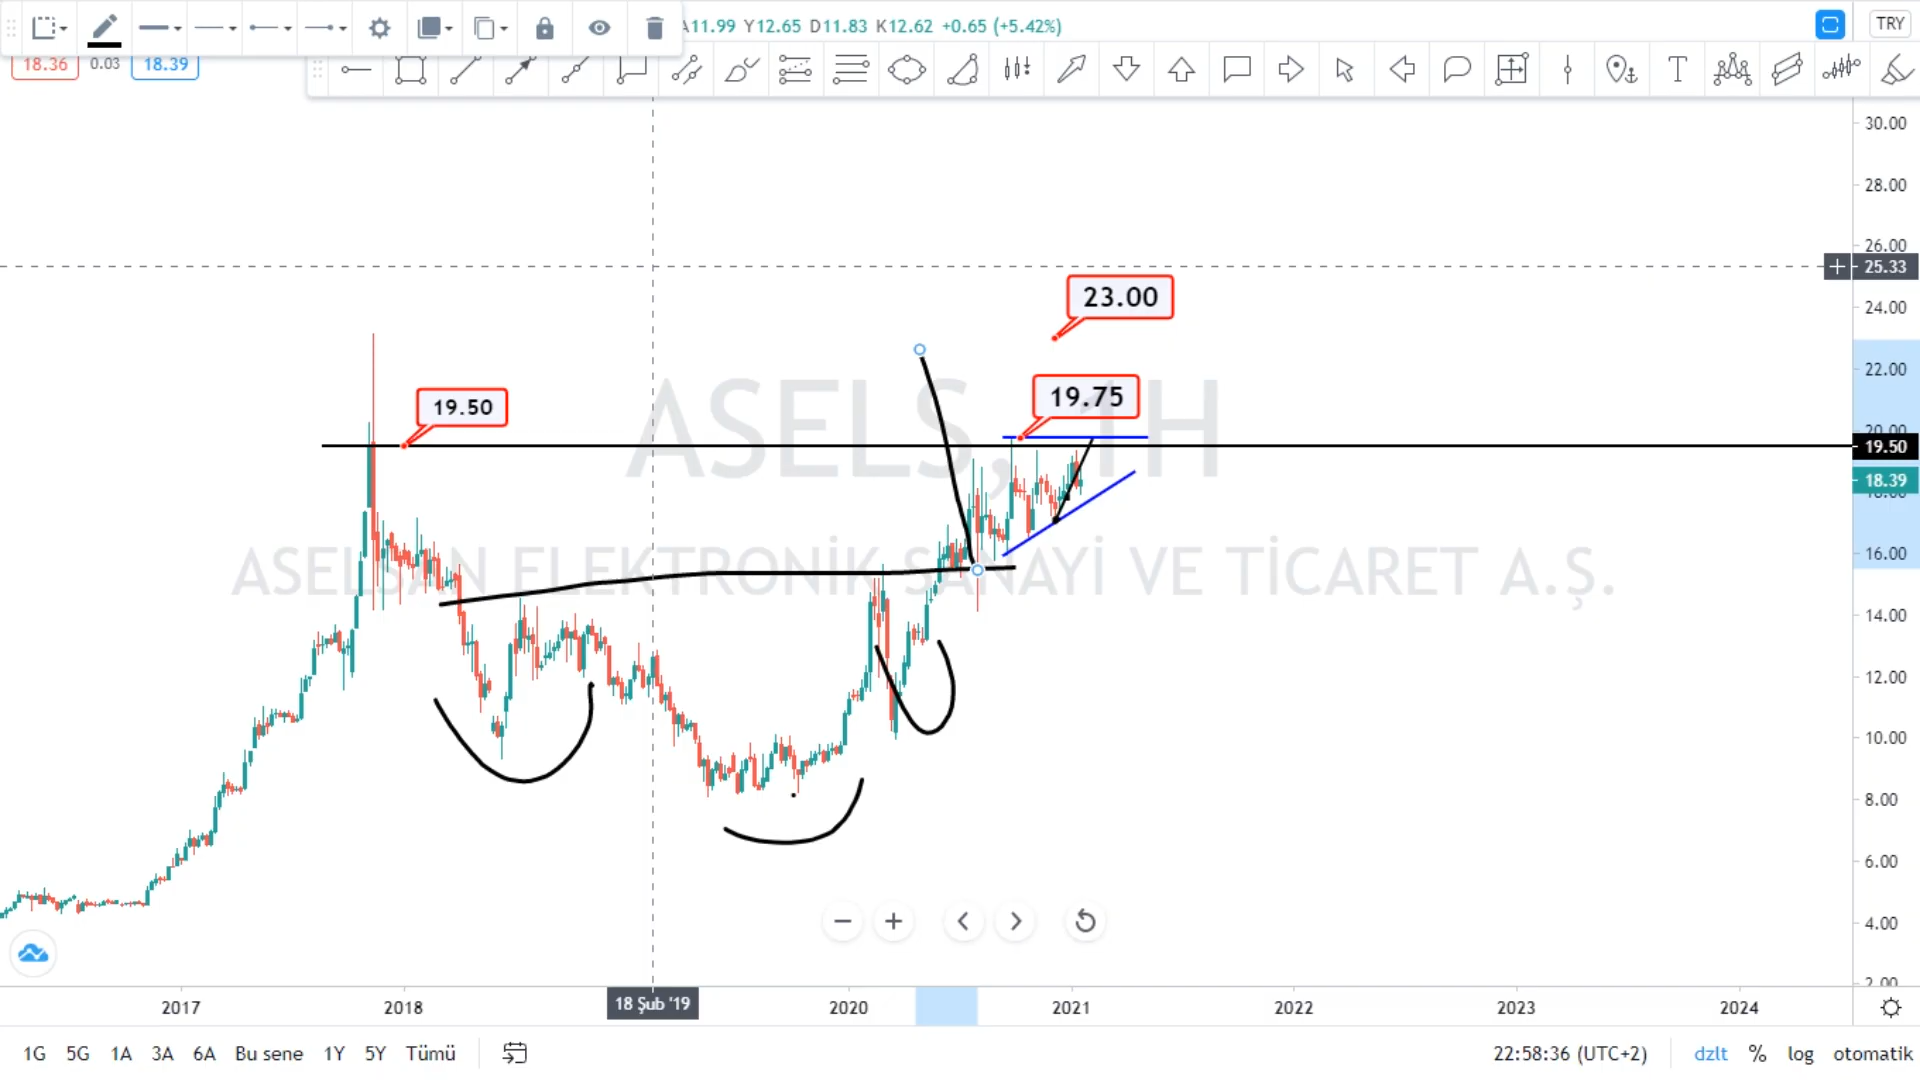 11.99 Y12.65 D11.83 K12.62 +0.65 (+5.42%)
TRY
18.36 0.03 18.39
T
30.00
28.00
26.00
25.33
24.00
22.00
20.00
19.50
18.39
18.00
16.00
14.00
12.00
10.00
8.00
6.00
4.00
2.00
23.00
19.75
19.50
ASELS, 1H
ASELSAN ELEKTRONİK SANAYİ VE TİCARET A.Ş.
2017 2018 18 Şub '19 2020 2021 2022 2023 2024
1G 5G 1A 3A 6A Bu sene 1Y 5Y Tümü 22:58:36 (UTC+2) dzlt % log otomatik